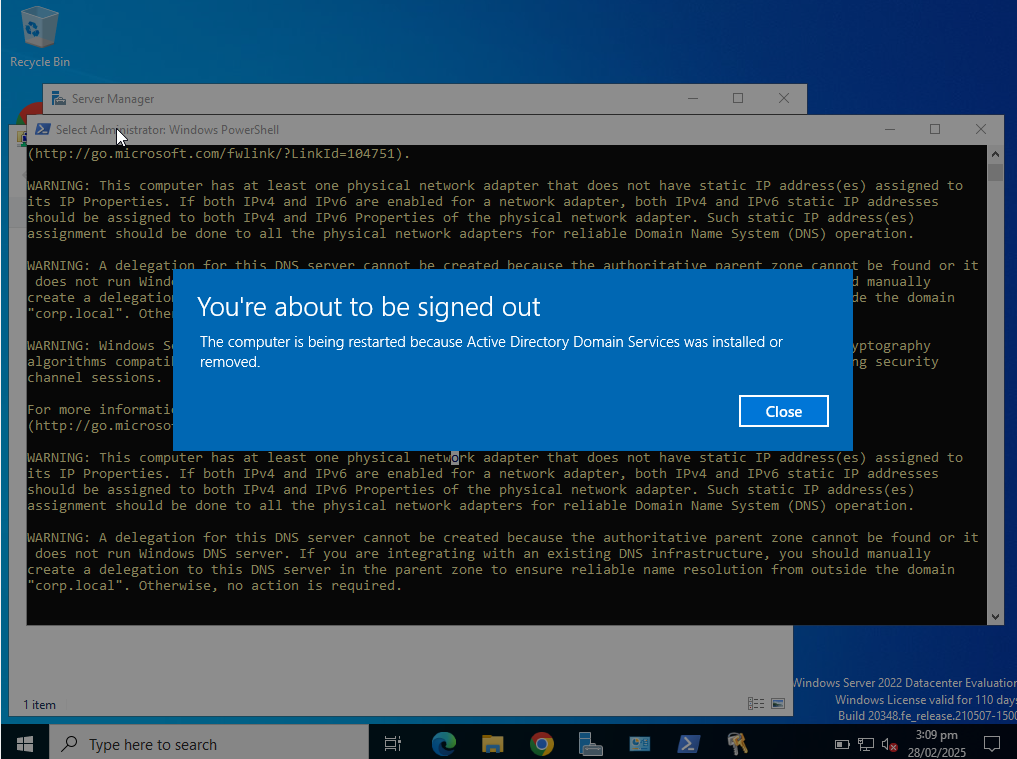 Recycle Bin
Server Manager
Select Administrator: Windows PowerShell
(http://go.microsoft.com/fwlink/?LinkId=104751).
WARNING: This computer has at least one physical network adapter that does not have static IP address(es) assigned to
its IP Properties. If both IPv4 and IPv6 are enabled for a network adapter, both IPv4 and IPv6 static IP addresses
should be assigned to both IPv4 and IPv6 Properties of the physical network adapter. Such static IP address(es)
assignment should be done to all the physical network adapters for reliable Domain Name System (DNS) operation.
WARNING: A delegation for this DNS server cannot be created because the authoritative parent zone cannot be found or it
does not run Wind
d manually
create a delegation
de the domain
"corp.local". Other
WARNING: Windows Se
yptography
algorithms compati
ng security
channel sessions.
For more informatio
(http://go.microsof
You're about to be signed out
The computer is being restarted because Active Directory Domain Services was installed or
removed.
Close
WARNING: This computer has at least one physical network adapter that does not have static IP address(es) assigned to
its IP Properties. If both IPv4 and IPv6 are enabled for a network adapter, both IPv4 and IPv6 static IP addresses
should be assigned to both IPv4 and IPv6 Properties of the physical network adapter. Such static IP address(es)
assignment should be done to all the physical network adapters for reliable Domain Name System (DNS) operation.
WARNING: A delegation for this DNS server cannot be created because the authoritative parent zone cannot be found or it
does not run Windows DNS server. If you are integrating with an existing DNS infrastructure, you should manually
create a delegation to this DNS server in the parent zone to ensure reliable name resolution from outside the domain
"corp.local". Otherwise, no action is required.
1 item
Windows Server 2022 Datacenter Evaluation
Windows License valid for 110 days
Build 20348.fe_release.210507-1500
Type here to search
3:09 pm
28/02/2025